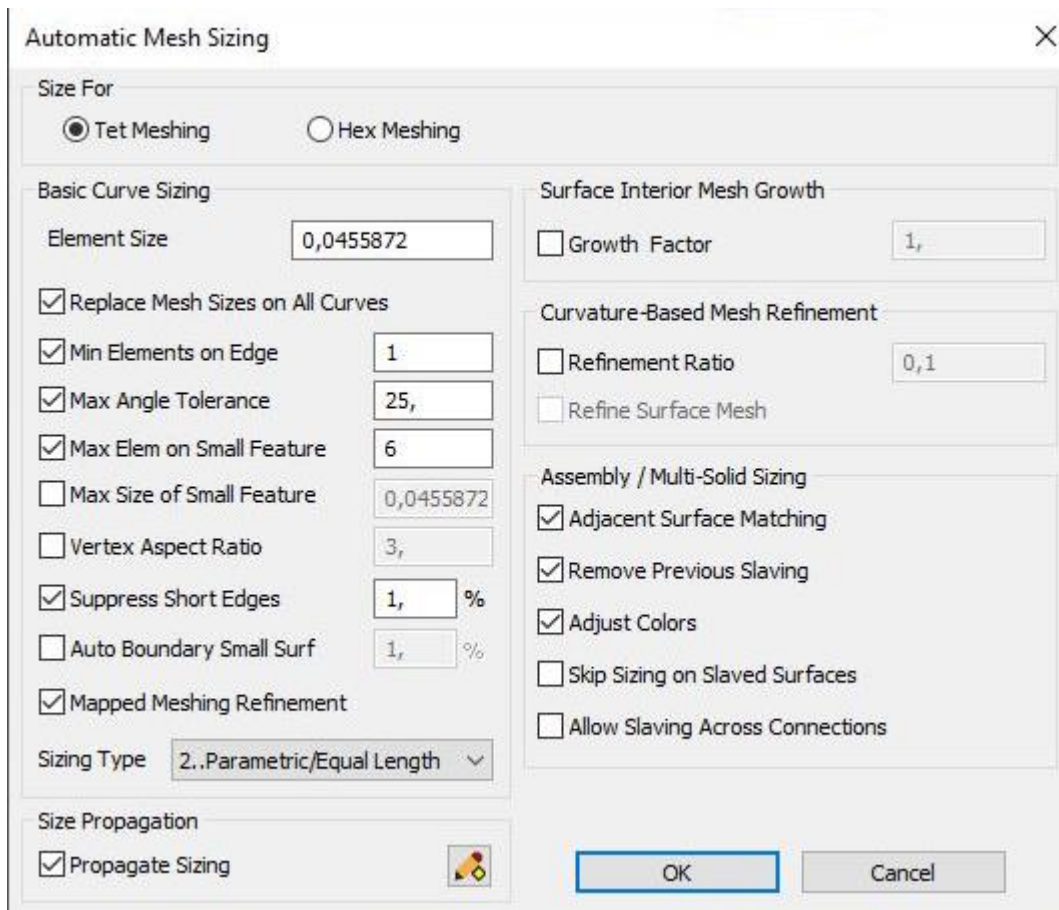 Automatic Mesh Sizing
Size For
Tet Meshing
Hex Meshing
Basic Curve Sizing
Element Size 0,0455872
Replace Mesh Sizes on All Curves
Min Elements on Edge 1
Max Angle Tolerance 25,
Max Elem on Small Feature 6
Max Size of Small Feature 0,0455872
Vertex Aspect Ratio 3,
Suppress Short Edges 1, %
Auto Boundary Small Surf 1, %
Mapped Meshing Refinement
Sizing Type 2..Parametric/Equal Length
Size Propagation
Propagate Sizing
Surface Interior Mesh Growth
Growth Factor 1,
Curvature-Based Mesh Refinement
Refinement Ratio 0,1
Refine Surface Mesh
Assembly / Multi-Solid Sizing
Adjacent Surface Matching
Remove Previous Slaving
Adjust Colors
Skip Sizing on Slaved Surfaces
Allow Slaving Across Connections
OK
Cancel